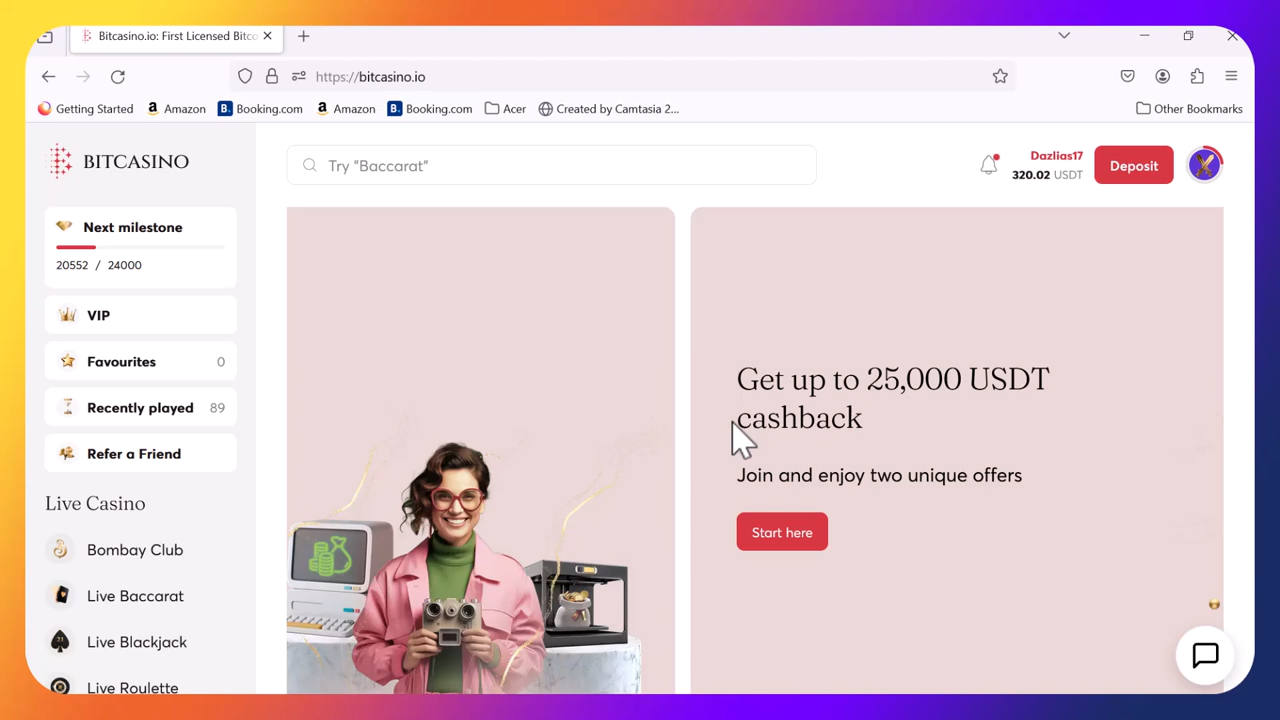 Bitcasino.io: First Licensed Bitco
https://bitcasino.io
Getting Started
Amazon
B. Booking.com
Amazon
B. Booking.com
Acer
Created by Camtasia 2...
Other Bookmarks
BITCASINO
Try "Baccarat"
Dazlias17
320.02 USDT
Deposit
Next milestone
20552 / 24000
VIP
Favourites 0
Recently played 89
Refer a Friend
Live Casino
Bombay Club
Live Baccarat
Live Blackjack
Live Roulette
Get up to 25,000 USDT
cashback
Join and enjoy two unique offers
Start here